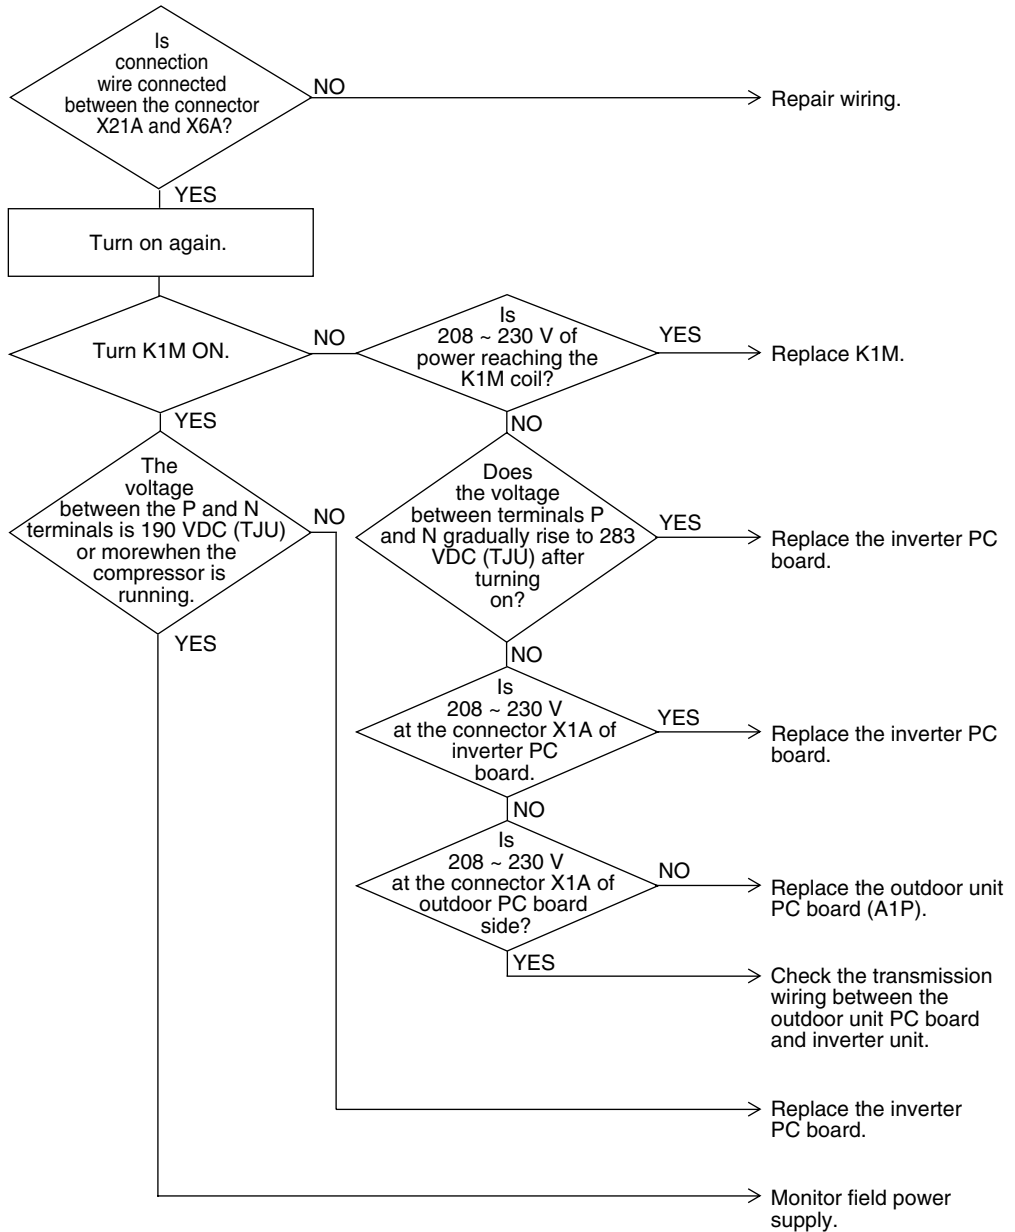 Is
connection
wire connected
between the connector
X21A and X6A?
NO
Repair wiring.
YES
Turn on again.
Turn K1M ON.
NO
Is
208 ~ 230 V of
power reaching the
K1M coil?
YES
Replace K1M.
YES
NO
The
voltage
between the P and N
terminals is 190 VDC (TJU)
or morewhen the
compressor is
running.
NO
Does
the voltage
between terminals P
and N gradually rise to 283
VDC (TJU) after
turning
on?
YES
Replace the inverter PC
board.
YES
NO
Is
208 ~ 230 V
at the connector X1A of
inverter PC
board.
YES
Replace the inverter PC
board.
NO
Is
208 ~ 230 V
at the connector X1A of
outdoor PC board
side?
NO
Replace the outdoor unit
PC board (A1P).
YES
Check the transmission
wiring between the
outdoor unit PC board
and inverter unit.
Replace the inverter
PC board.
Monitor field power
supply.